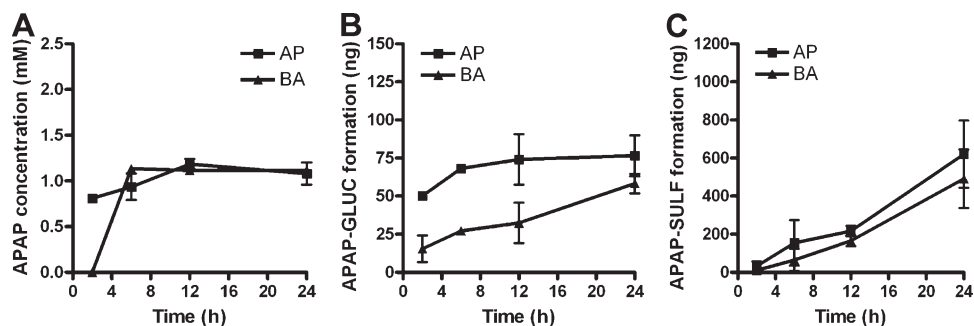 A
APAP concentration (mM)
2.5
2.0
1.5
1.0
0.5
0.0
0 4 8 12 16 20 24
Time (h)
AP
BA
B
APAP-GLUC formation (ng)
150
125
100
75
50
25
0
0 4 8 12 16 20 24
Time (h)
AP
BA
C
APAP-SULF formation (ng)
1200
1000
800
600
400
200
0
0 4 8 12 16 20 24
Time (h)
AP
BA